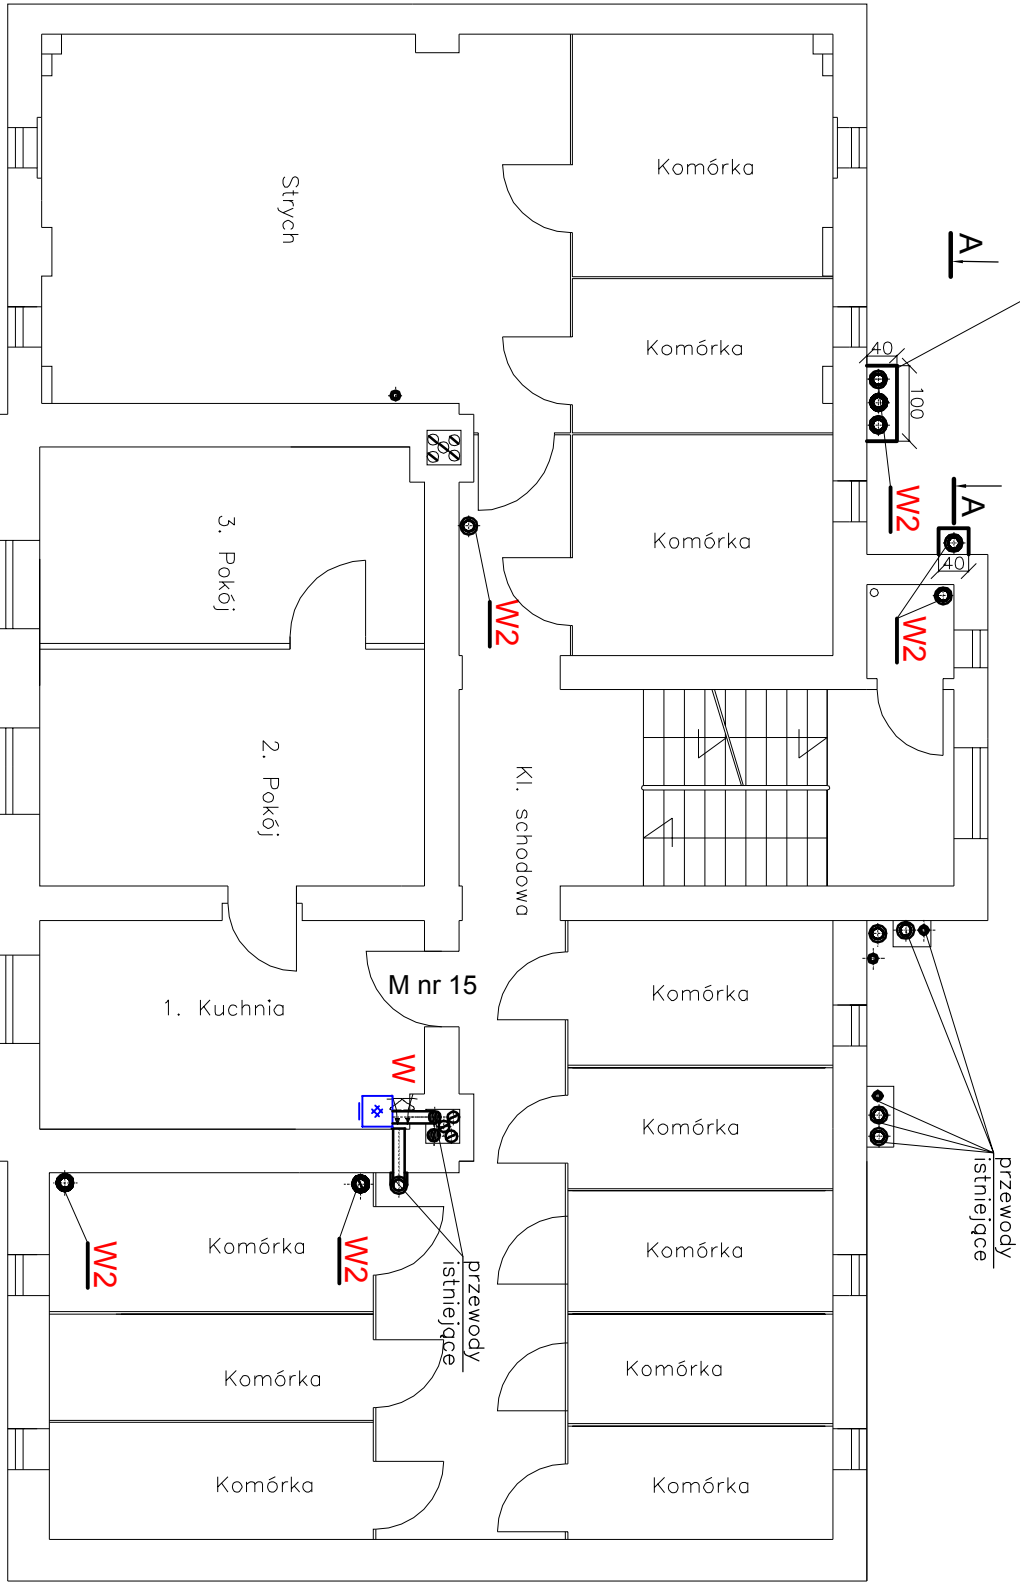 Komórka
Strych
A
Komórka
40
100
W2
A
Komórka
40
3. Pokój
W2
W2
2. Pokój
Kl. schodowa
M nr 15
Komórka
1. Kuchnia
W
Komórka
przewody
istniejące
Komórka
W2
W2
Komórka
przewody
istniejące
Komórka
Komórka
Komórka
Komórka